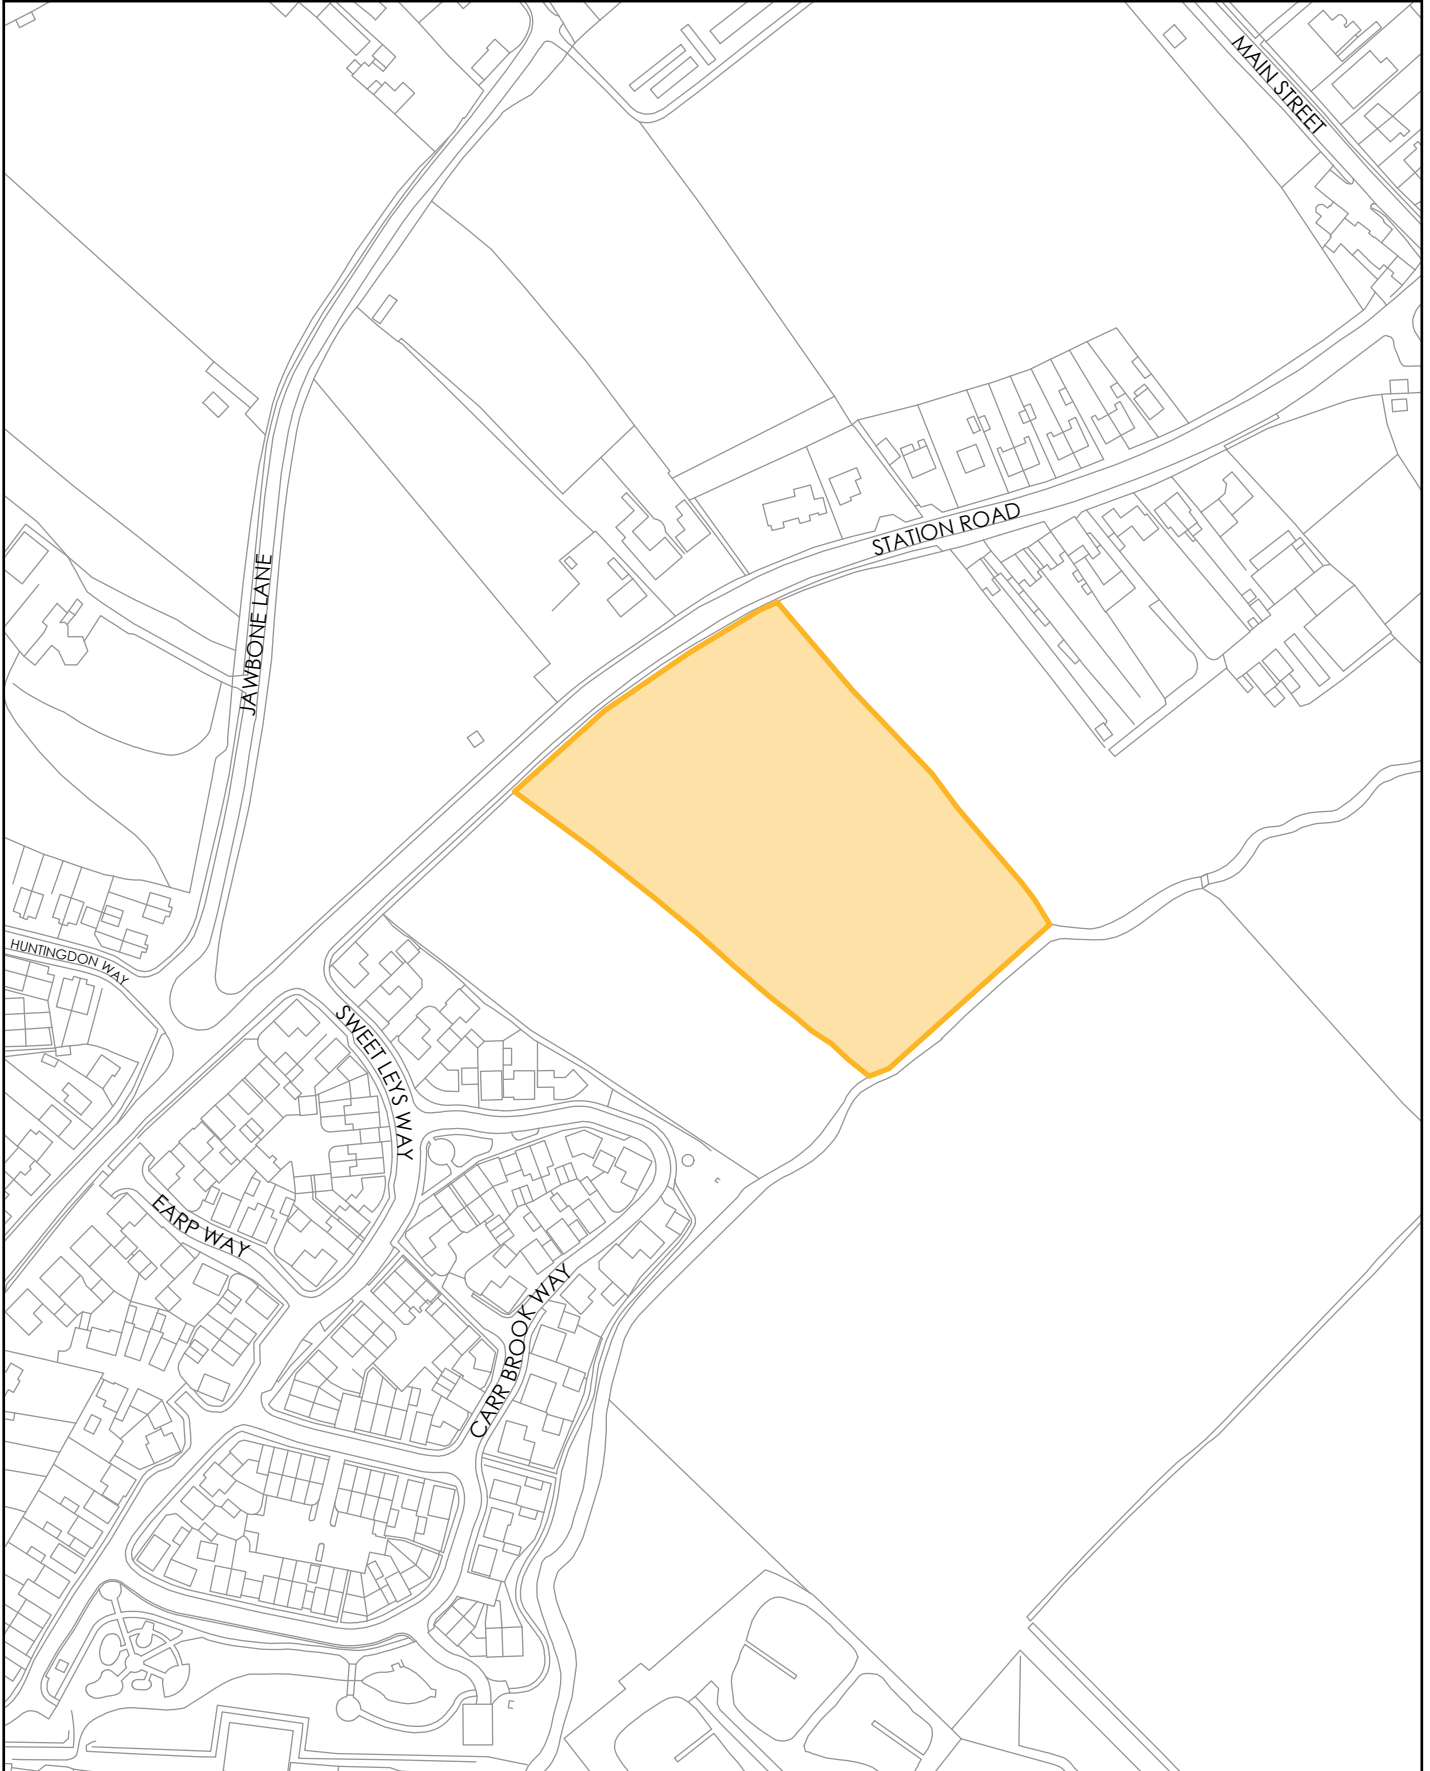 MAIN STREET
STATION ROAD
JAWBONE LANE
HUNTINGDON WAY
SWEET LEYS WAY
EARP WAY
CARR BROOK WAY